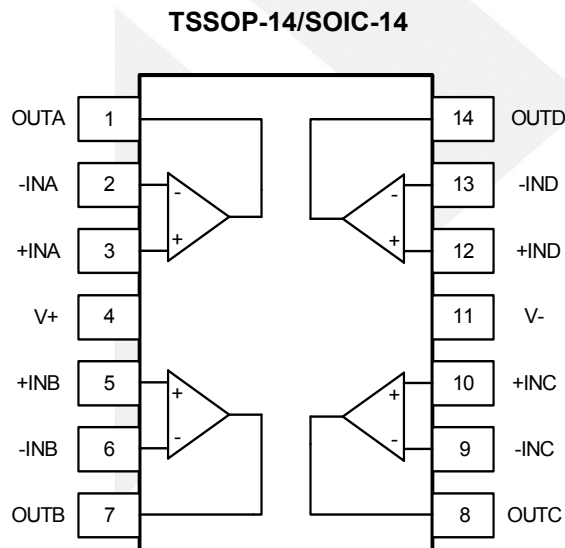 TSSOP-14/SOIC-14
OUTA 1 14 OUTD
-INA 2 - - 13 -IND
+INA 3 + + 12 +IND
V+ 4 11 V-
+INB 5 + + 10 +INC
-INB 6 - - 9 -INC
OUTB 7 8 OUTC